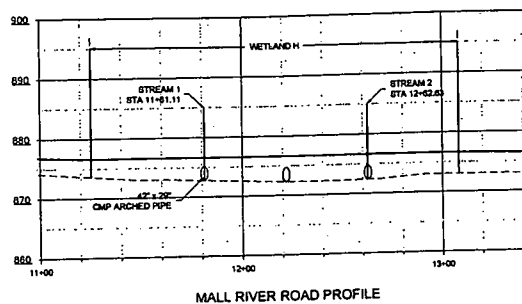 900
WETLAND H
890
STREAM 1
STA 11+81.11
STREAM 2
STA 12+62.63
880
870
42" x 29"
CMP ARCHED PIPE
860
11+00
12+00
13+00
MALL RIVER ROAD PROFILE